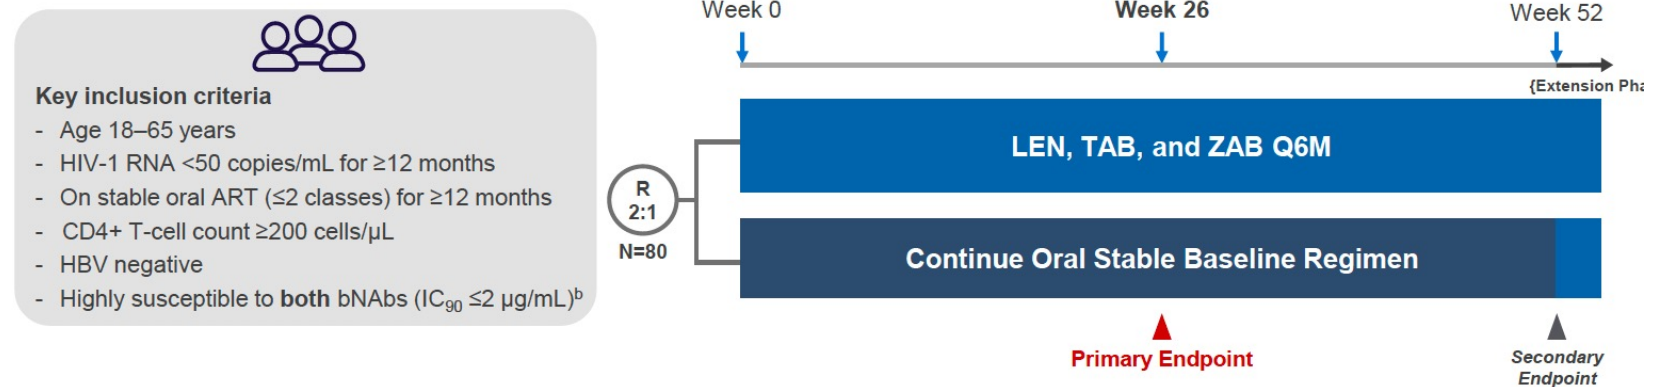 Key inclusion criteria
- Age 18–65 years
- HIV-1 RNA <50 copies/mL for ≥12 months
- On stable oral ART (≤2 classes) for ≥12 months
- CD4+ T-cell count ≥200 cells/μL
- HBV negative
- Highly susceptible to both bNAbs (IC90 ≤2 μg/mL)b
R
2:1
N=80
Week 0
Week 26
Week 52
{Extension Pha
LEN, TAB, and ZAB Q6M
Continue Oral Stable Baseline Regimen
Primary Endpoint
Secondary
Endpoint